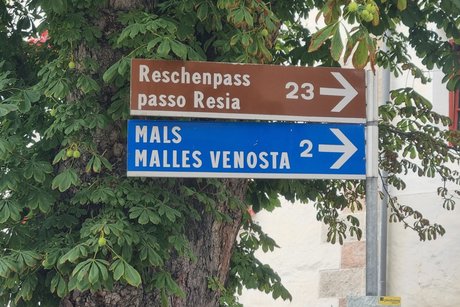 Reschenpass
passo Resia 23
MALS
MALLES VENOSTA 2